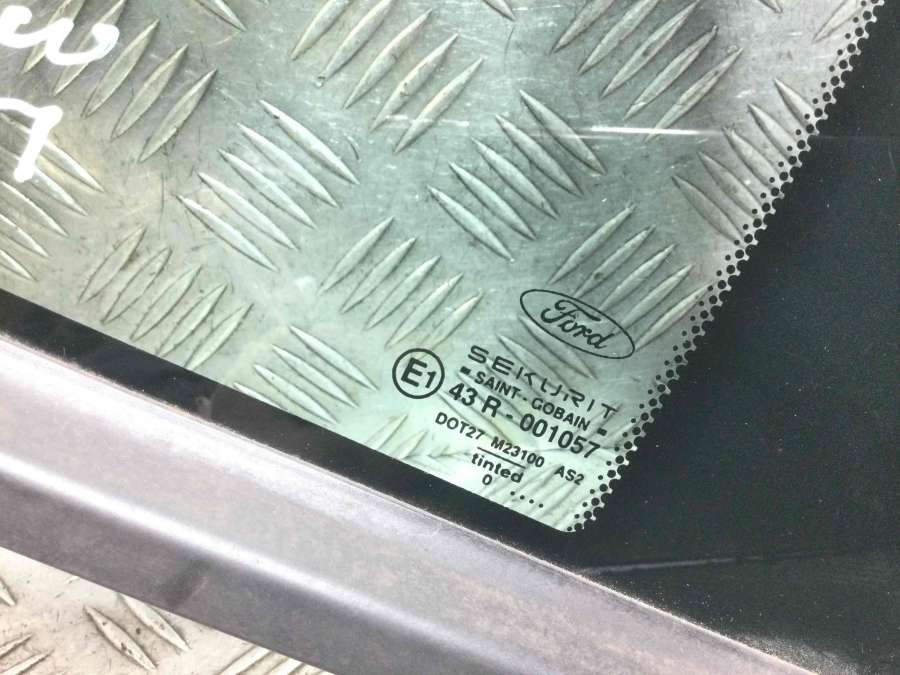 Ford
SEKURIT
SAINT-GOBAIN
E1
43 R - 001057
DOT27 M23100 AS2
tinted
0 ....